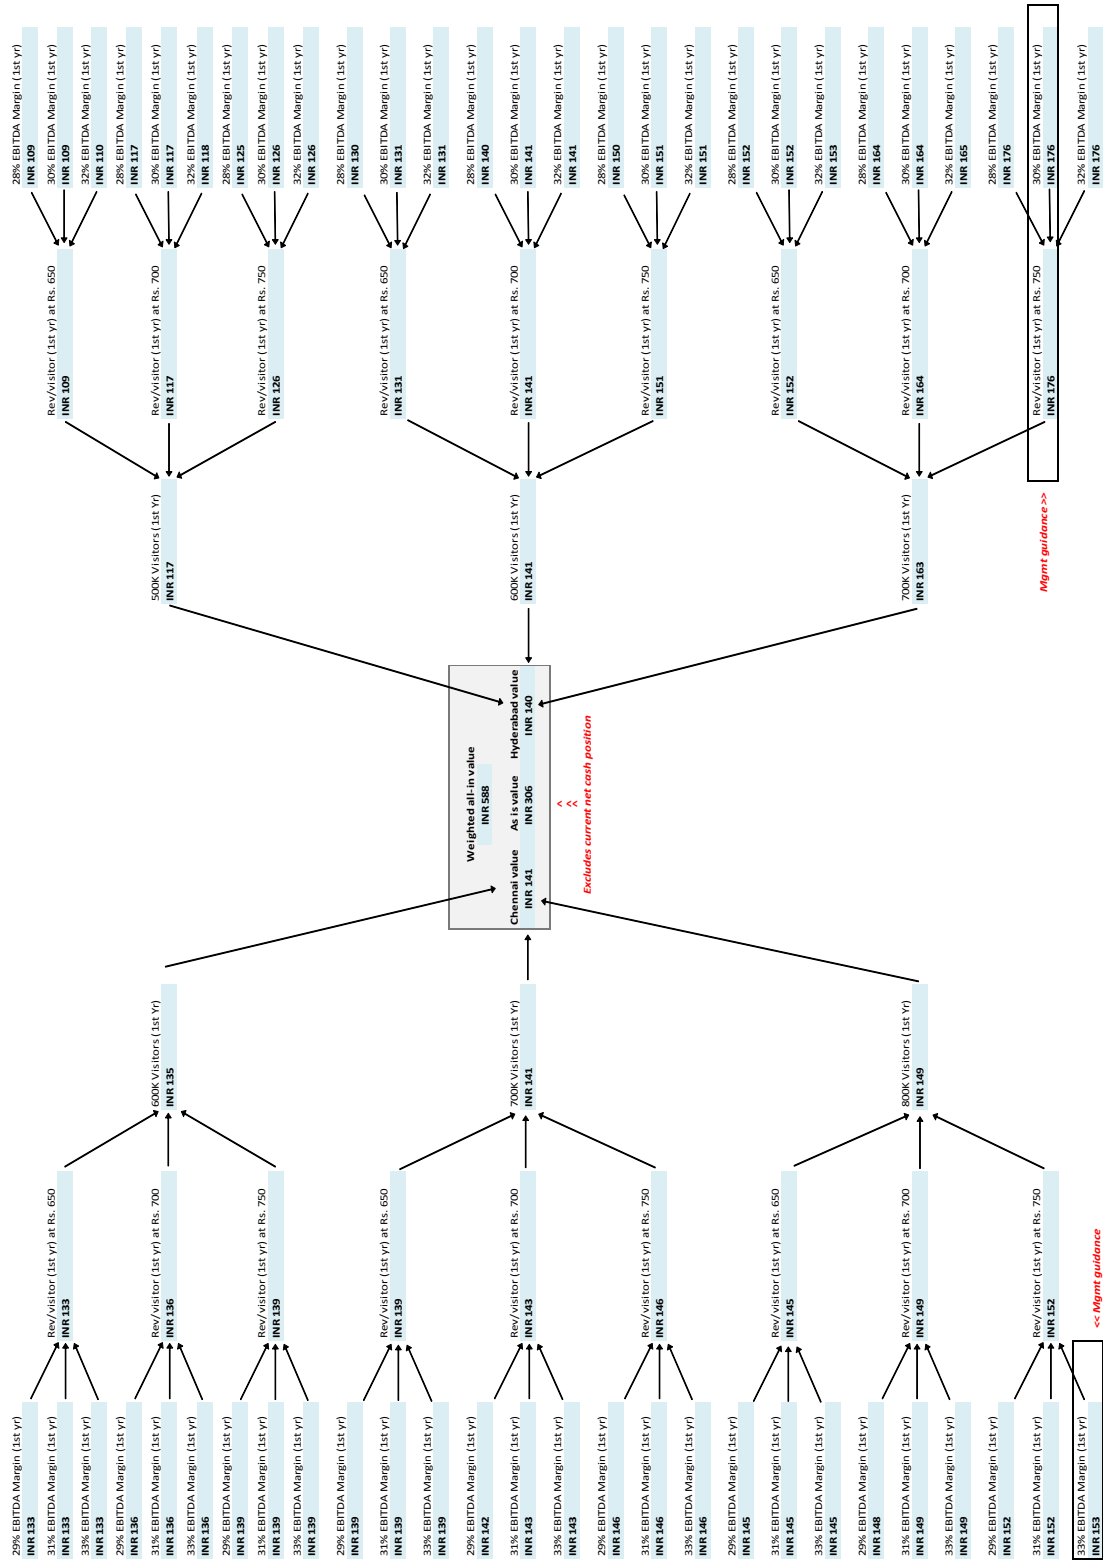 29% EBITDA Margin (1st yr)
INR 133
31% EBITDA Margin (1st yr)
INR 133
33% EBITDA Margin (1st yr)
INR 133
29% EBITDA Margin (1st yr)
INR 136
31% EBITDA Margin (1st yr)
INR 136
33% EBITDA Margin (1st yr)
INR 136
29% EBITDA Margin (1st yr)
INR 139
31% EBITDA Margin (1st yr)
INR 139
33% EBITDA Margin (1st yr)
INR 139
29% EBITDA Margin (1st yr)
INR 139
31% EBITDA Margin (1st yr)
INR 139
33% EBITDA Margin (1st yr)
INR 139
29% EBITDA Margin (1st yr)
INR 142
31% EBITDA Margin (1st yr)
INR 143
33% EBITDA Margin (1st yr)
INR 143
29% EBITDA Margin (1st yr)
INR 146
31% EBITDA Margin (1st yr)
INR 146
33% EBITDA Margin (1st yr)
INR 146
29% EBITDA Margin (1st yr)
INR 145
31% EBITDA Margin (1st yr)
INR 145
33% EBITDA Margin (1st yr)
INR 145
29% EBITDA Margin (1st yr)
INR 148
31% EBITDA Margin (1st yr)
INR 149
33% EBITDA Margin (1st yr)
INR 149
29% EBITDA Margin (1st yr)
INR 152
31% EBITDA Margin (1st yr)
INR 152
33% EBITDA Margin (1st yr)
INR 153
<< Mgmt guidance
Rev/visitor (1st yr) at Rs. 650
INR 133
Rev/visitor (1st yr) at Rs. 700
INR 136
Rev/visitor (1st yr) at Rs. 750
INR 139
Rev/visitor (1st yr) at Rs. 650
INR 139
Rev/visitor (1st yr) at Rs. 700
INR 143
Rev/visitor (1st yr) at Rs. 750
INR 146
Rev/visitor (1st yr) at Rs. 650
INR 145
Rev/visitor (1st yr) at Rs. 700
INR 149
Rev/visitor (1st yr) at Rs. 750
INR 152
600K Visitors (1st Yr)
INR 135
700K Visitors (1st Yr)
INR 141
800K Visitors (1st Yr)
INR 149
Weighted all-in value
INR 588
Chennai value As is value Hyderabad value
INR 141 INR 306 INR 140
Excludes current net cash position
500K Visitors (1st Yr)
INR 117
600K Visitors (1st Yr)
INR 141
700K Visitors (1st Yr)
INR 163
Mgmt guidance >>
Rev/visitor (1st yr) at Rs. 650
INR 109
Rev/visitor (1st yr) at Rs. 700
INR 117
Rev/visitor (1st yr) at Rs. 750
INR 126
Rev/visitor (1st yr) at Rs. 650
INR 131
Rev/visitor (1st yr) at Rs. 700
INR 141
Rev/visitor (1st yr) at Rs. 750
INR 151
Rev/visitor (1st yr) at Rs. 650
INR 152
Rev/visitor (1st yr) at Rs. 700
INR 164
Rev/visitor (1st yr) at Rs. 750
INR 176
28% EBITDA Margin (1st yr)
INR 109
30% EBITDA Margin (1st yr)
INR 109
32% EBITDA Margin (1st yr)
INR 110
28% EBITDA Margin (1st yr)
INR 117
30% EBITDA Margin (1st yr)
INR 117
32% EBITDA Margin (1st yr)
INR 118
28% EBITDA Margin (1st yr)
INR 125
30% EBITDA Margin (1st yr)
INR 126
32% EBITDA Margin (1st yr)
INR 126
28% EBITDA Margin (1st yr)
INR 130
30% EBITDA Margin (1st yr)
INR 131
32% EBITDA Margin (1st yr)
INR 131
28% EBITDA Margin (1st yr)
INR 140
30% EBITDA Margin (1st yr)
INR 141
32% EBITDA Margin (1st yr)
INR 141
28% EBITDA Margin (1st yr)
INR 150
30% EBITDA Margin (1st yr)
INR 151
32% EBITDA Margin (1st yr)
INR 151
28% EBITDA Margin (1st yr)
INR 152
30% EBITDA Margin (1st yr)
INR 152
32% EBITDA Margin (1st yr)
INR 153
28% EBITDA Margin (1st yr)
INR 164
30% EBITDA Margin (1st yr)
INR 164
32% EBITDA Margin (1st yr)
INR 165
28% EBITDA Margin (1st yr)
INR 176
30% EBITDA Margin (1st yr)
INR 176
32% EBITDA Margin (1st yr)
INR 176